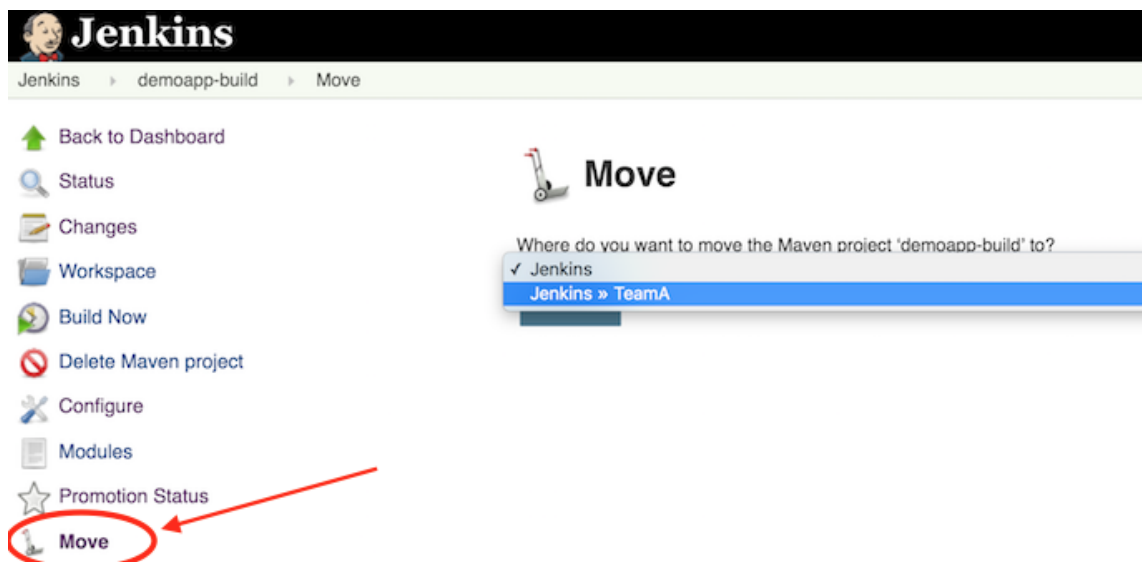 Jenkins
Jenkins demoapp-build Move
Back to Dashboard
Status
Changes
Workspace
Build Now
Delete Maven project
Configure
Modules
Promotion Status
Move
Move
Where do you want to move the Maven project 'demoapp-build' to?
✓ Jenkins
Jenkins » TeamA